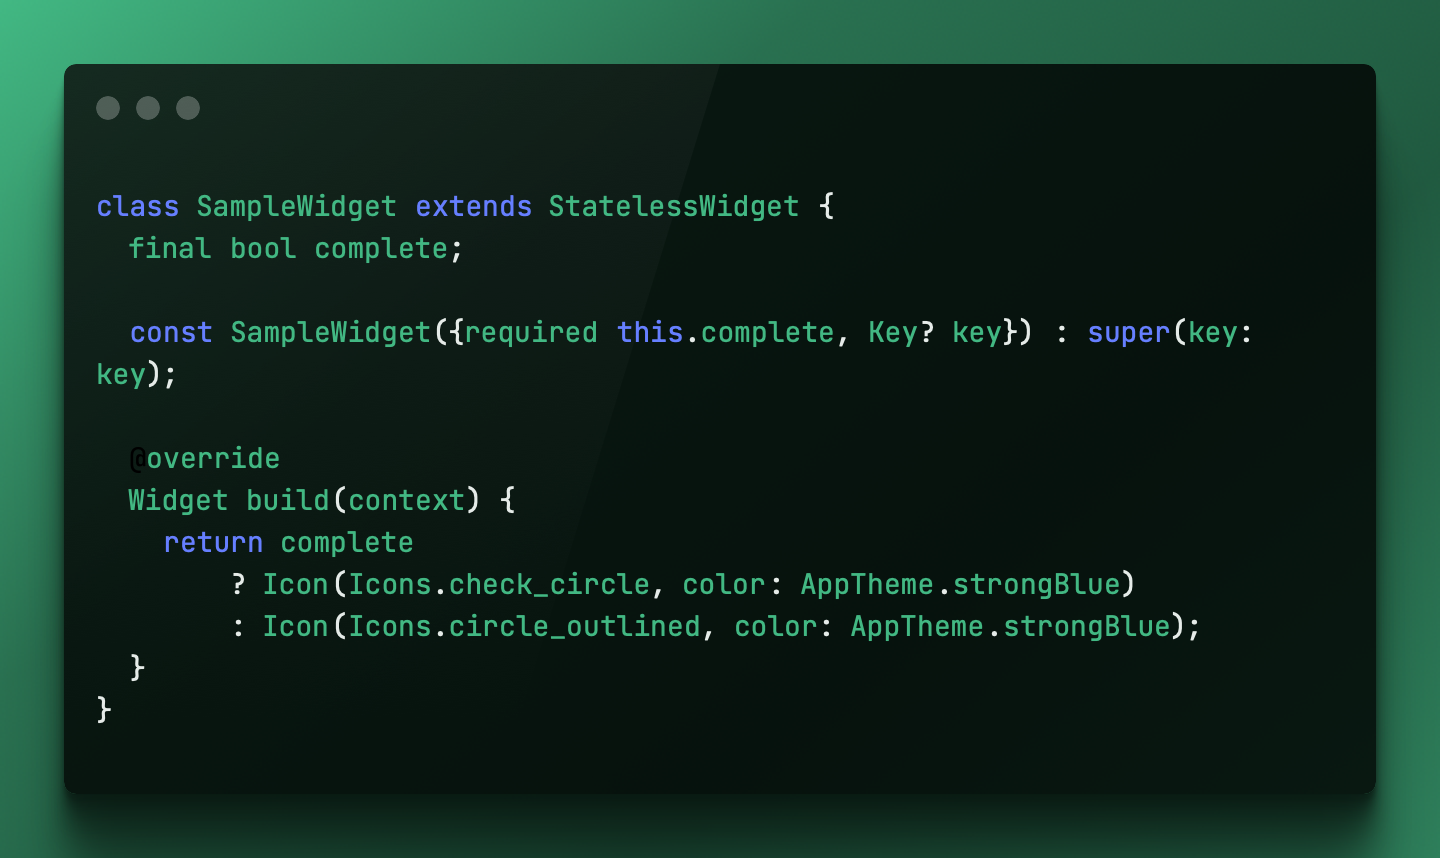 class SampleWidget extends StatelessWidget {
  final bool complete;

  const SampleWidget({required this.complete, Key? key}) : super(key:
key);

  @override
  Widget build(context) {
    return complete
        ? Icon(Icons.check_circle, color: AppTheme.strongBlue)
        : Icon(Icons.circle_outlined, color: AppTheme.strongBlue);
  }
}